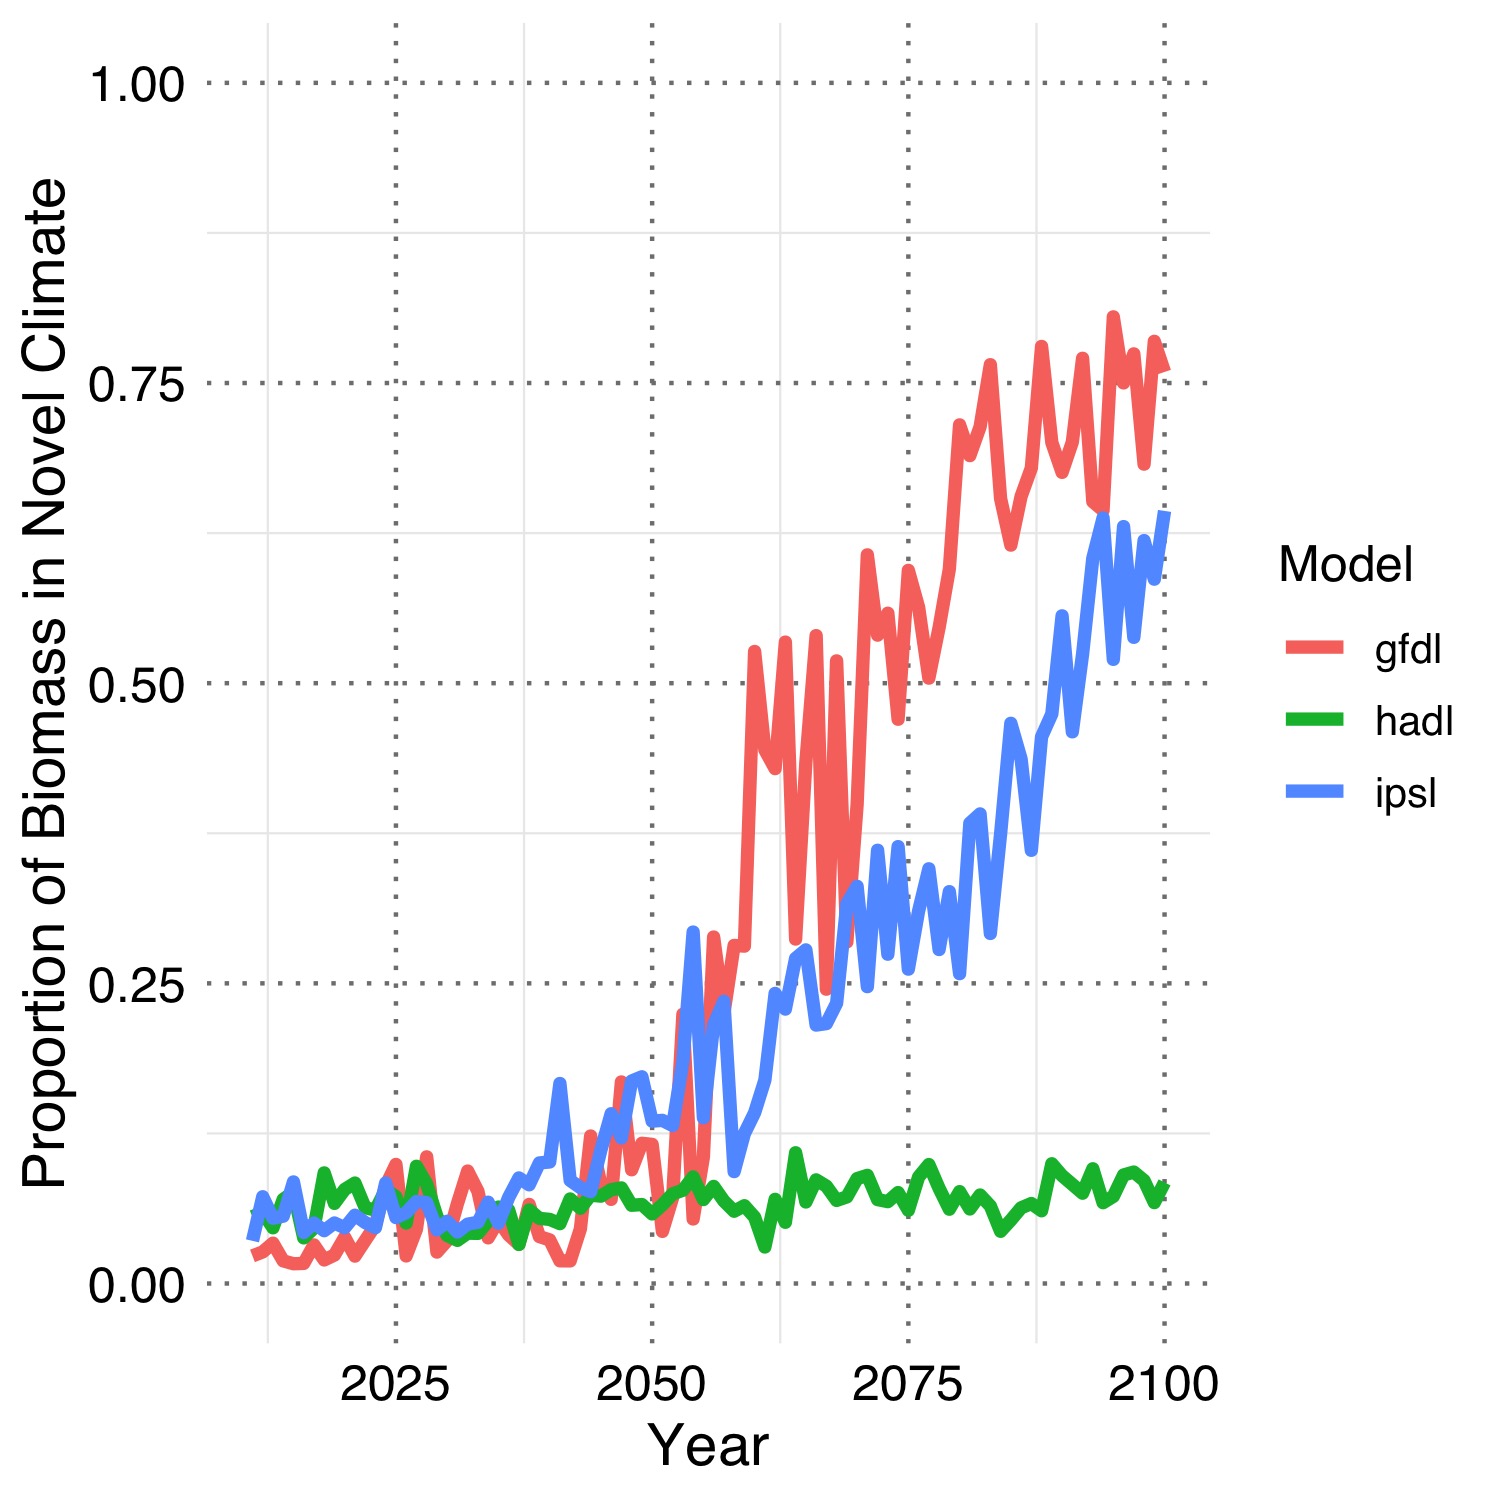 Proportion of Biomass in Novel Climate
1.00
0.75
0.50
0.25
0.00
2025 2050 2075 2100
Year
Model
gfdl
hadl
ipsl